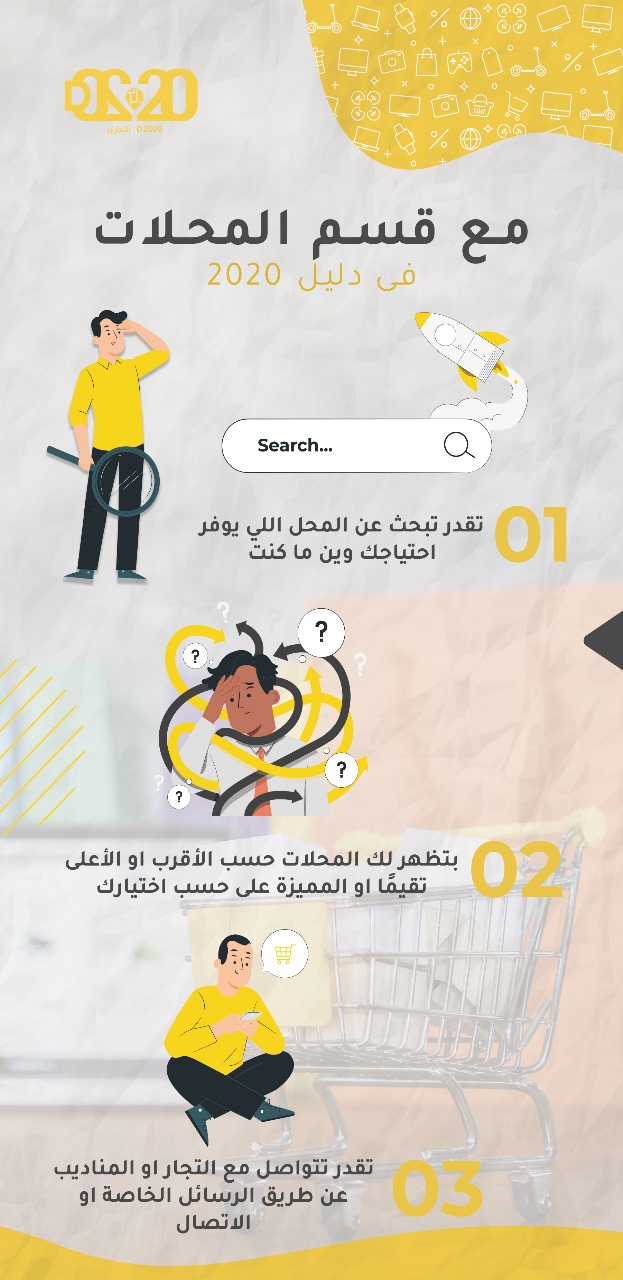 D2020
التجارى D2020
مع قسم المحلات
فى دليل 2020
Search...
01
تقدر تبحث عن المحل اللي يوفر
احتياجك وين ما كنت
?
?
?
?
?
?
?
02
بتظهر لك المحلات حسب الأقرب او الأعلى
تقيمًا او المميزة على حسب اختيارك
03
تقدر تتواصل مع التجار او المناديب
عن طريق الرسائل الخاصة او
الاتصال